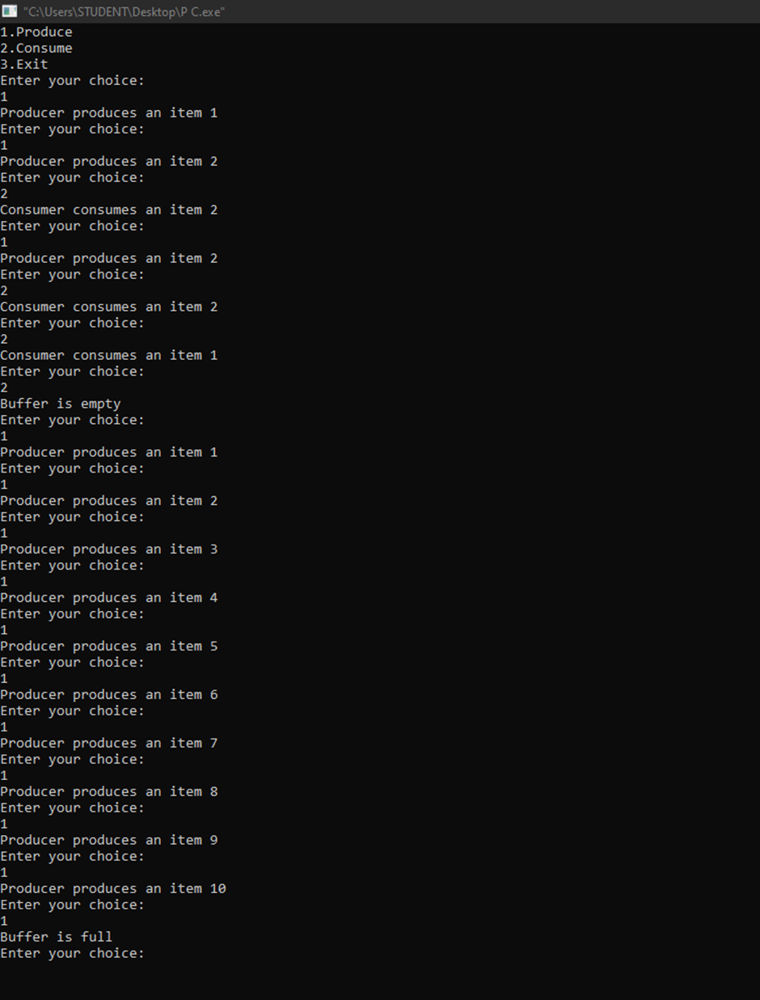 "C:\Users\STUDENT\Desktop\P C.exe"
1.Produce
2.Consume
3.Exit
Enter your choice:
1
Producer produces an item 1
Enter your choice:
1
Producer produces an item 2
Enter your choice:
2
Consumer consumes an item 2
Enter your choice:
1
Producer produces an item 2
Enter your choice:
2
Consumer consumes an item 2
Enter your choice:
2
Consumer consumes an item 1
Enter your choice:
2
Buffer is empty
Enter your choice:
1
Producer produces an item 1
Enter your choice:
1
Producer produces an item 2
Enter your choice:
1
Producer produces an item 3
Enter your choice:
1
Producer produces an item 4
Enter your choice:
1
Producer produces an item 5
Enter your choice:
1
Producer produces an item 6
Enter your choice:
1
Producer produces an item 7
Enter your choice:
1
Producer produces an item 8
Enter your choice:
1
Producer produces an item 9
Enter your choice:
1
Producer produces an item 10
Enter your choice:
1
Buffer is full
Enter your choice: